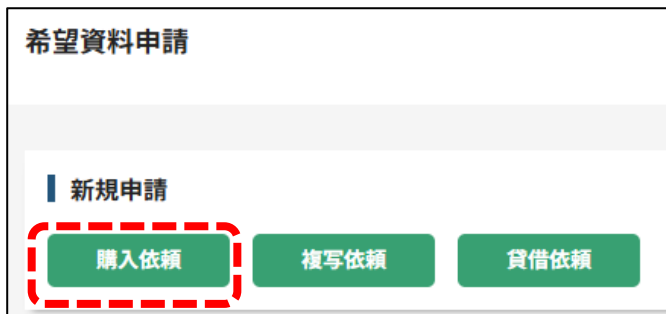 希望資料申請
新規申請
購入依頼 複写依頼 貸借依頼